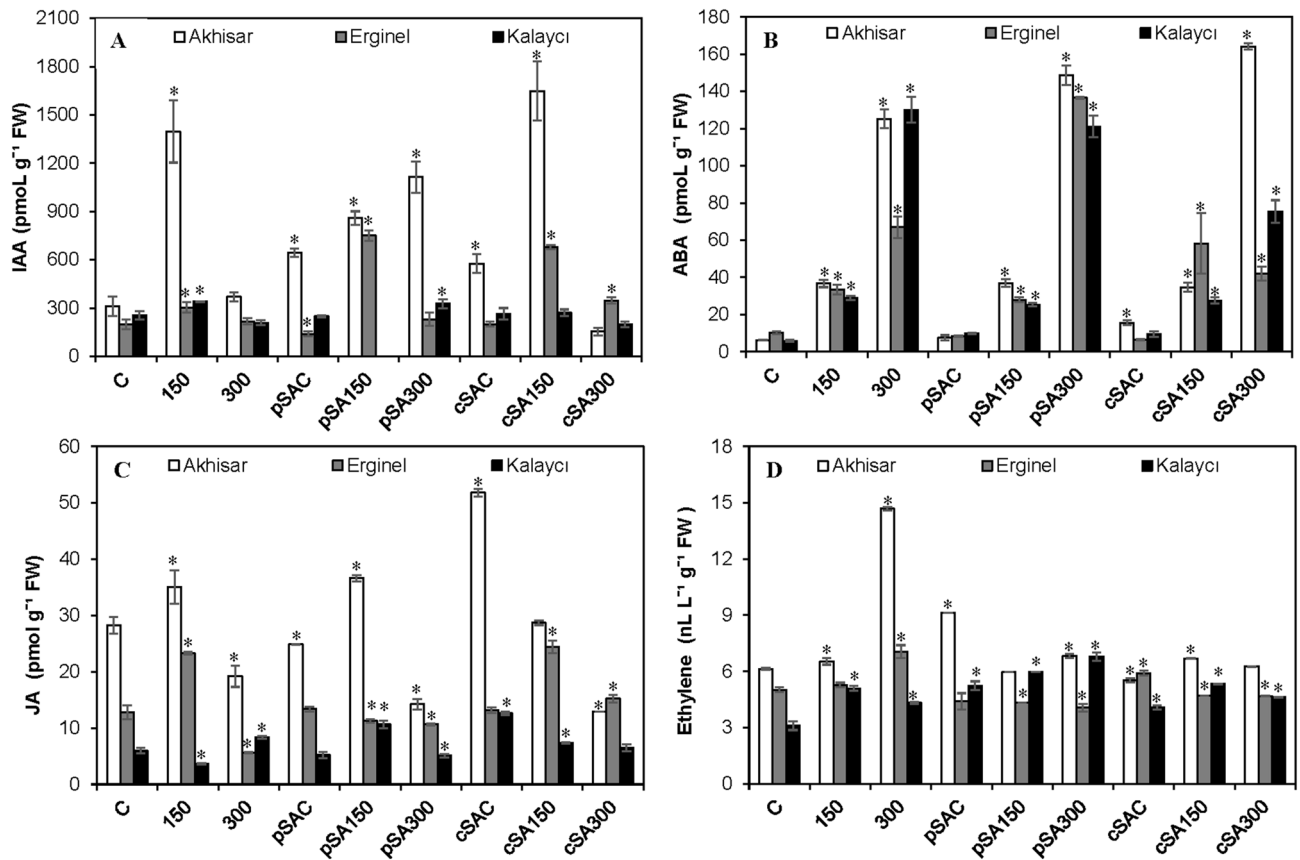 A
Akhisar Erginel Kalaycı
2100
1800
1500
1200
900
600
300
0
IAA (pmoL g⁻¹ FW)
C 150 300 pSAC pSA150 pSA300 cSAC cSA150 cSA300
B
Akhisar Erginel Kalaycı
180
160
140
120
100
80
60
40
20
0
ABA (pmoL g⁻¹ FW)
C 150 300 pSAC pSA150 pSA300 cSAC cSA150 cSA300
C
Akhisar Erginel Kalaycı
60
50
40
30
20
10
0
JA (pmol g⁻¹ FW)
C 150 300 pSAC pSA150 pSA300 cSAC cSA150 cSA300
D
Akhisar Erginel Kalaycı
18
15
12
9
6
3
0
Ethylene (nL L⁻¹ g⁻¹ FW )
C 150 300 pSAC pSA150 pSA300 cSAC cSA150 cSA300